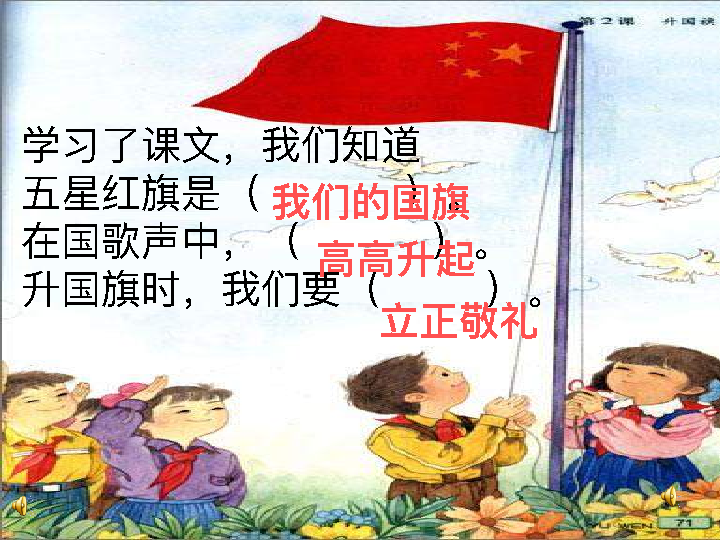 第2课 升国旗
学习了课文，我们知道
五星红旗是（我们的国旗）。
在国歌声中，（高高升起）。
升国旗时，我们要（立正敬礼）。
YU WEN 71